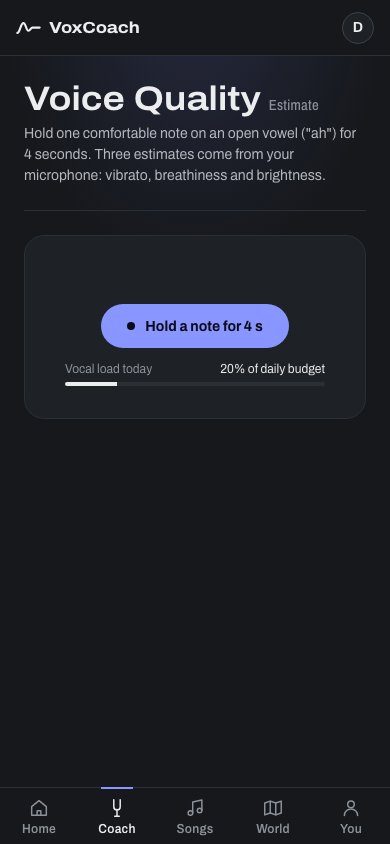 VoxCoach
D
Voice Quality Estimate
Hold one comfortable note on an open vowel ("ah") for
4 seconds. Three estimates come from your
microphone: vibrato, breathiness and brightness.
Hold a note for 4 s
Vocal load today
20% of daily budget
Home
Coach
Songs
World
You